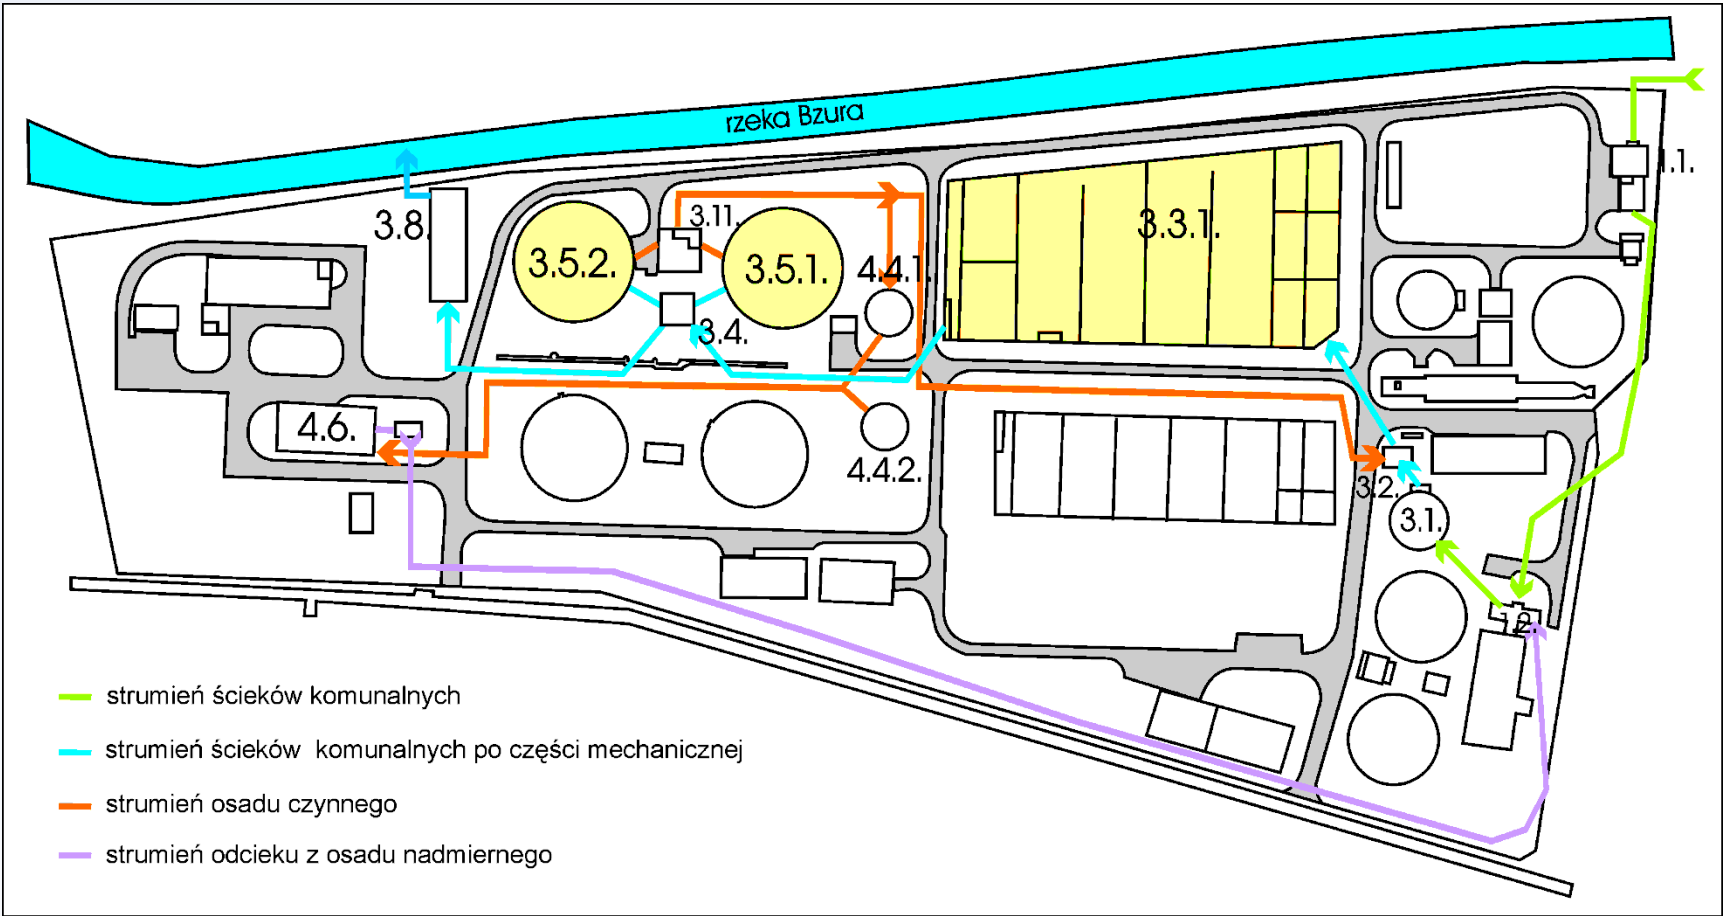 rzeka Bzura
1.1.
3.11.
3.8.
3.3.1.
3.5.2.
3.5.1.
4.4.1.
3.4.
4.6.
4.4.2.
3.2.
3.1.
1.2.
strumień ścieków komunalnych
strumień ścieków komunalnych po części mechanicznej
strumień osadu czynnego
strumień odcieku z osadu nadmiernego